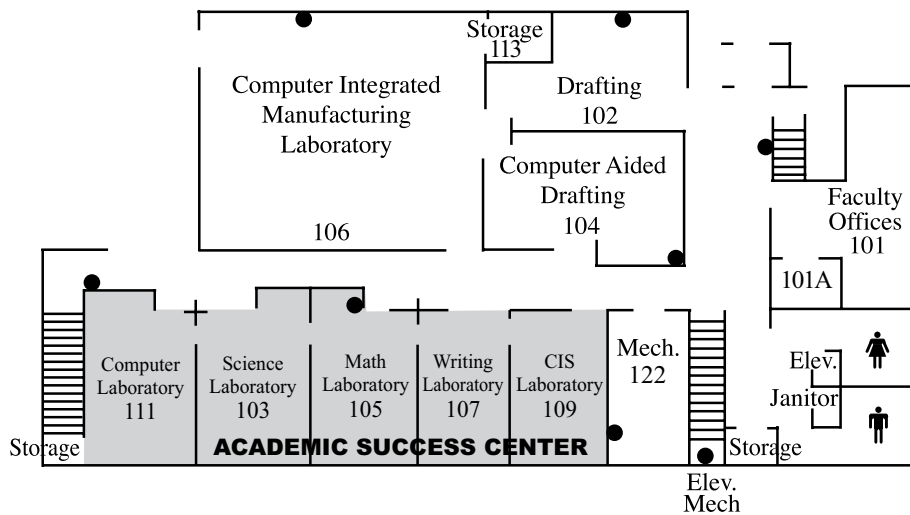 Storage
113
Computer Integrated
Manufacturing
Laboratory
106
Drafting
102
Computer Aided
Drafting
104
Faculty
Offices
101
101A
Computer
Laboratory
111
Science
Laboratory
103
Math
Laboratory
105
Writing
Laboratory
107
CIS
Laboratory
109
Mech.
122
Elev.
Janitor
Storage
ACADEMIC SUCCESS CENTER
Storage
Elev.
Mech